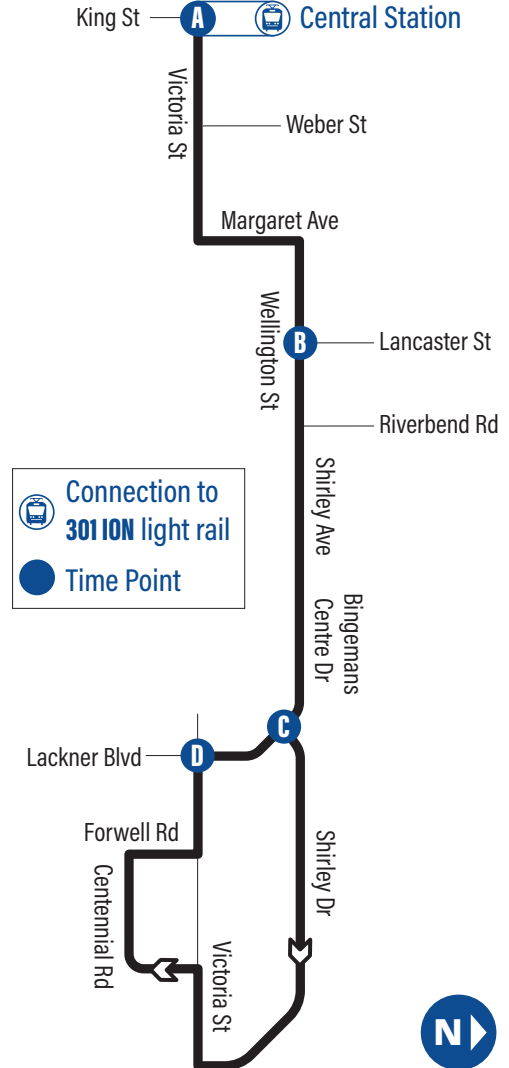 King St
A
Central Station
Victoria St
Weber St
Margaret Ave
Wellington St
B
Lancaster St
Riverbend Rd
Connection to
301 ION light rail
Time Point
Shirley Ave
Bingemans
Centre Dr
C
Lackner Blvd
D
Forwell Rd
Shirley Dr
Centennial Rd
Victoria St
N